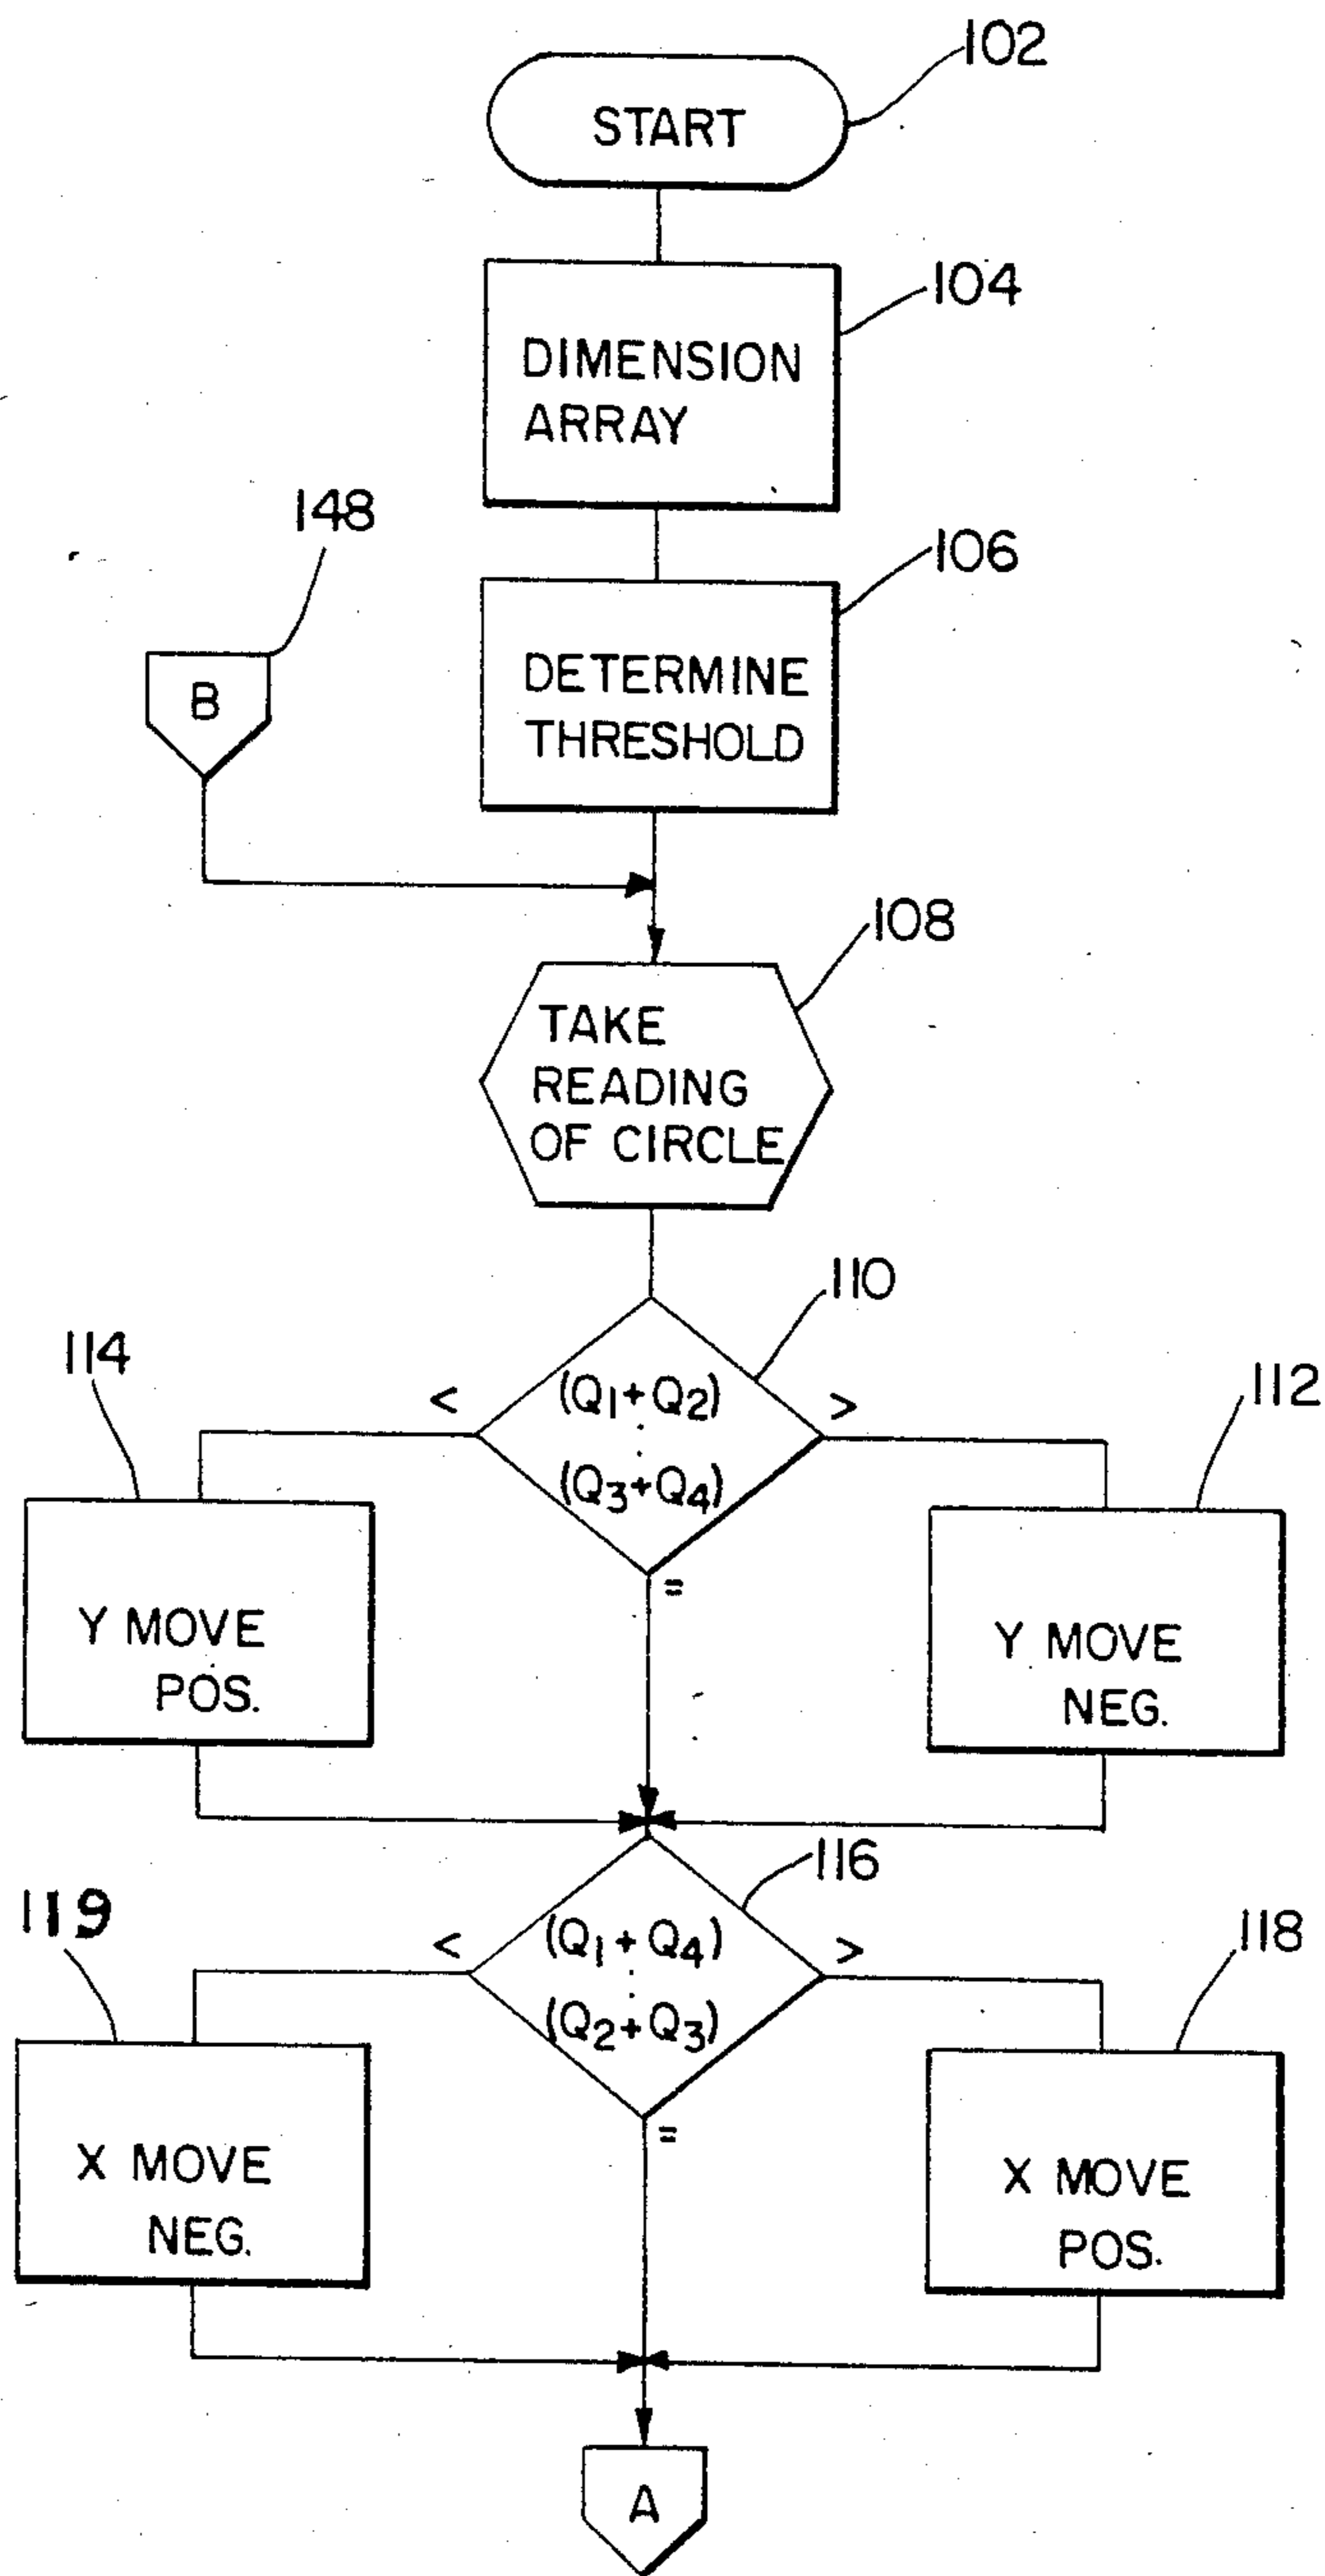 102
START
104
DIMENSION
ARRAY
148
106
B
DETERMINE
THRESHOLD
108
TAKE
READING
OF CIRCLE
110
114
112
<
(Q1+Q2)
:
(Q3+Q4)
>
=
Y MOVE
POS.
Y MOVE
NEG.
116
119
118
<
(Q1+Q4)
:
(Q2+Q3)
>
=
X MOVE
NEG.
X MOVE
POS.
A